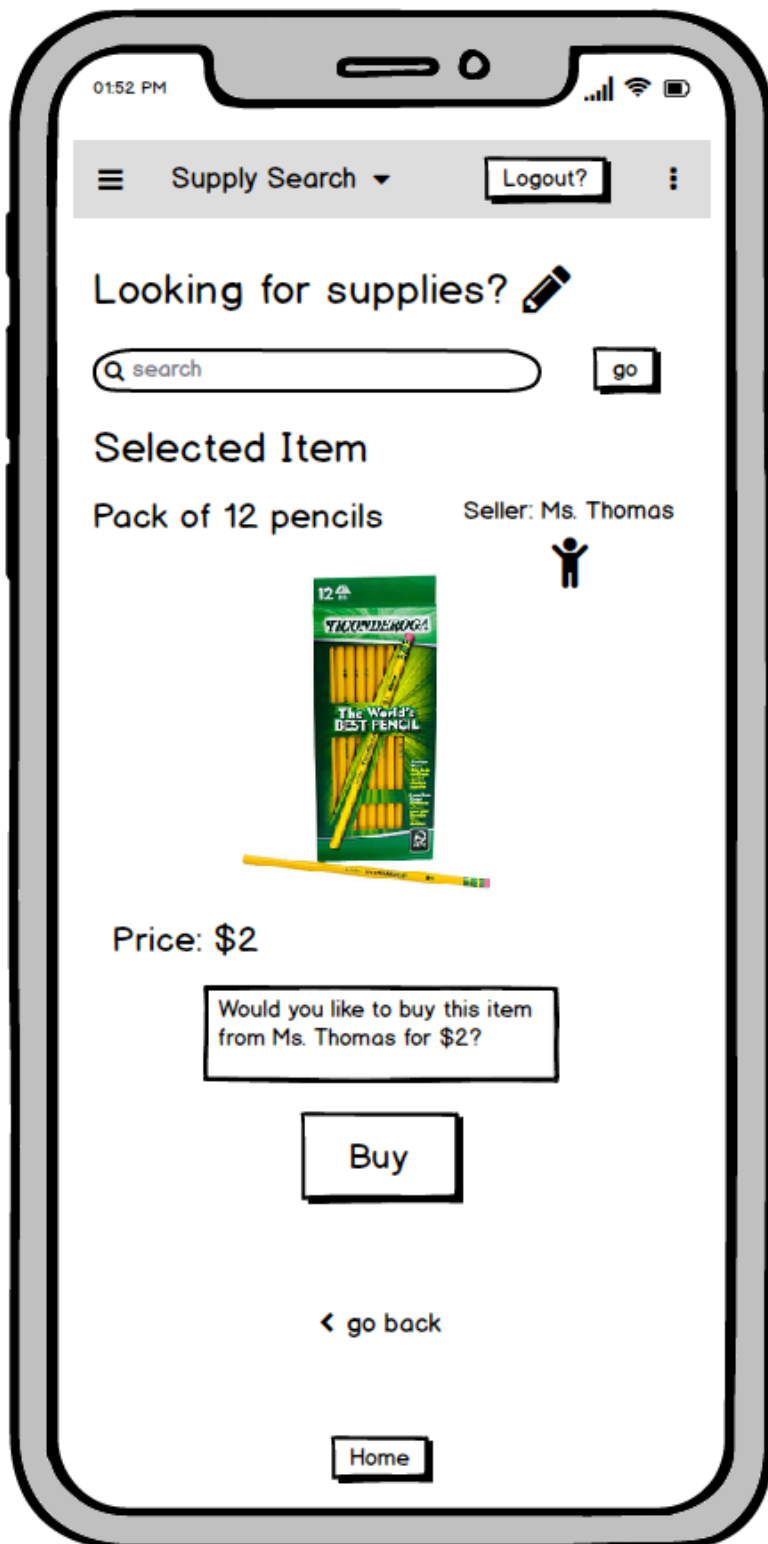 01:52 PM
Supply Search
Logout?
Looking for supplies?
search
go
Selected Item
Pack of 12 pencils
Seller: Ms. Thomas
12
TICONDEROGA
The World's
BEST PENCIL
Price: $2
Would you like to buy this item
from Ms. Thomas for $2?
Buy
go back
Home